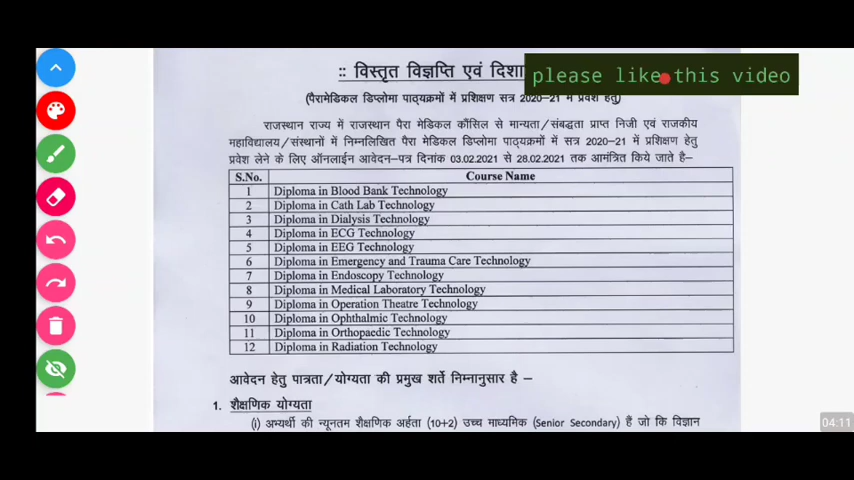 :: विस्तृत विज्ञप्ति एवं
please like this video
(पैरामेडिकल डिप्लोमा पाठ्यक्रमों में प्रशिक्षण सत्र 2020-21 में प्रवेश हेतु)
राजस्थान राज्य में राजस्थान पैरा मेडिकल कौंसिल से मान्यता/संबद्धता प्राप्त निजी एवं राजकीय
महाविद्यालय/संस्थानों में निम्नलिखित पैरा मेडिकल डिप्लोमा पाठ्यक्रमों में सत्र 2020-21 में प्रशिक्षण हेतु
प्रवेश लेने के लिए ऑनलाईन आवेदन-पत्र दिनांक 03.02.2021 से 28.02.2021 तक आमंत्रित किये जाते है-
S.No. Course Name
1 Diploma in Blood Bank Technology
2 Diploma in Cath Lab Technology
3 Diploma in Dialysis Technology
4 Diploma in ECG Technology
5 Diploma in EEG Technology
6 Diploma in Emergency and Trauma Care Technology
7 Diploma in Endoscopy Technology
8 Diploma in Medical Laboratory Technology
9 Diploma in Operation Theatre Technology
10 Diploma in Ophthalmic Technology
11 Diploma in Orthopaedic Technology
12 Diploma in Radiation Technology
आवेदन हेतु पात्रता/योग्यता की प्रमुख शर्ते निम्नानुसार है –
1. शैक्षणिक योग्यता
(i) अभ्यर्थी की न्यूनतम शैक्षणिक अर्हता (10+2) उच्च माध्यमिक (Senior Secondary) हैं जो कि विज्ञान
04:11